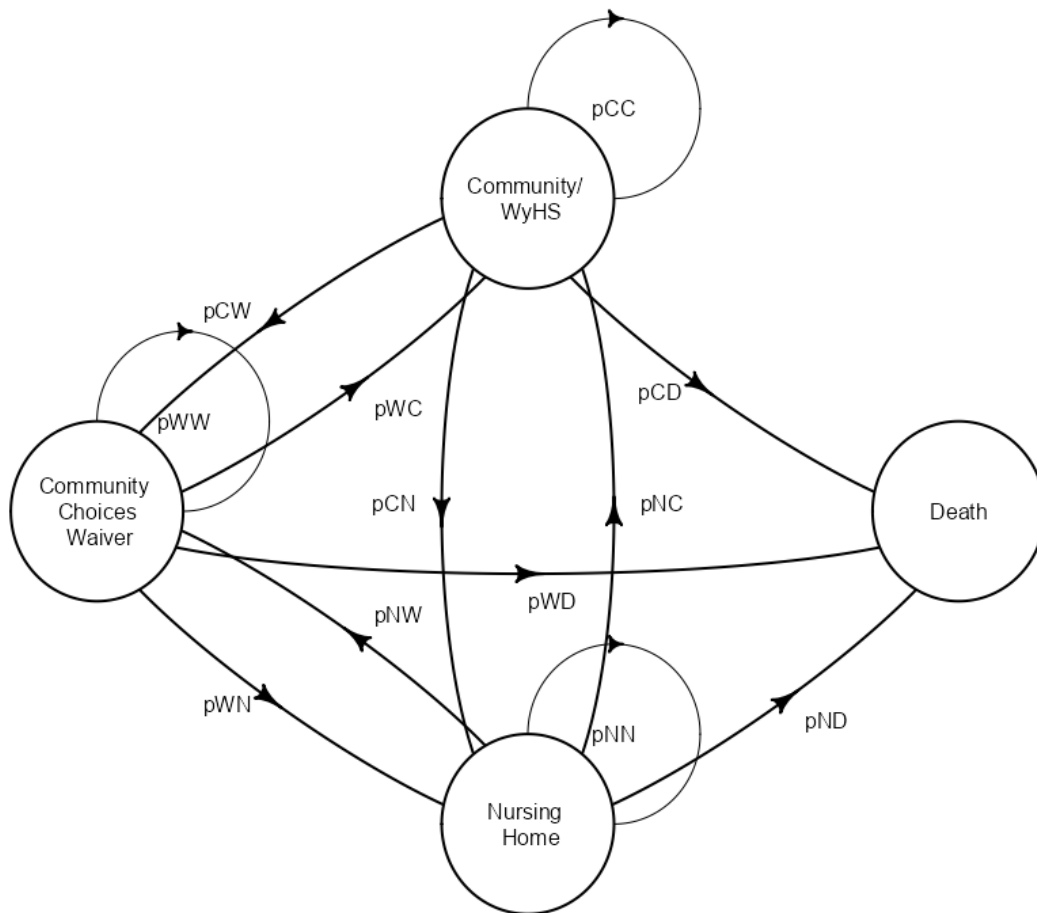 pCC
Community/
WyHS
pCW
pWC
pCD
pWW
Community
Choices
Waiver
pCN
pNC
Death
pNW
pWD
pWN
pNN
pND
Nursing
Home